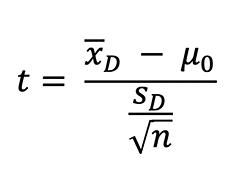 t = (x̅_D − μ_0) / (s_D / √n)